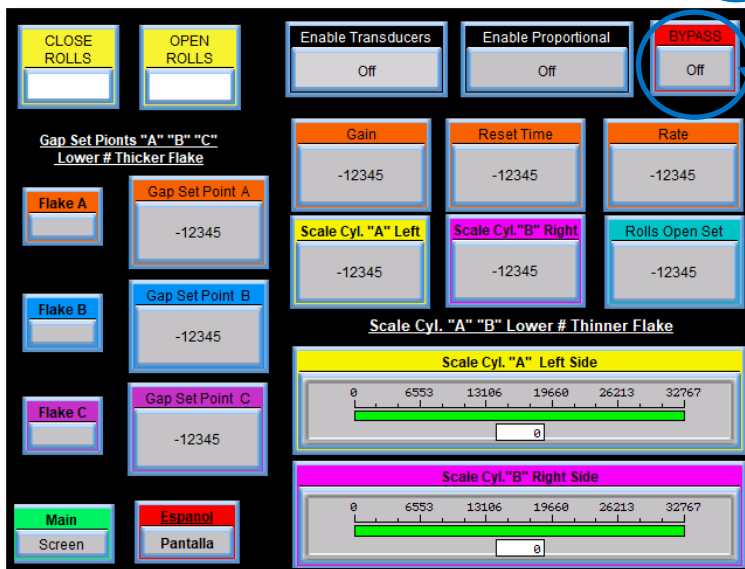 CLOSE
ROLLS
OPEN
ROLLS
Enable Transducers
Off
Enable Proportional
Off
BYPASS
Off
Gap Set Pionts "A" "B" "C"
Lower # Thicker Flake
Gain
-12345
Reset Time
-12345
Rate
-12345
Flake A
Gap Set Point A
-12345
Scale Cyl. "A" Left
-12345
Scale Cyl."B" Right
-12345
Rolls Open Set
-12345
Flake B
Gap Set Point B
-12345
Scale Cyl. "A" "B" Lower # Thinner Flake
Scale Cyl. "A" Left Side
0 6553 13106 19660 26213 32767
0
Flake C
Gap Set Point C
-12345
Scale Cyl."B" Right Side
0 6553 13106 19660 26213 32767
0
Main
Screen
Espanol
Pantalla